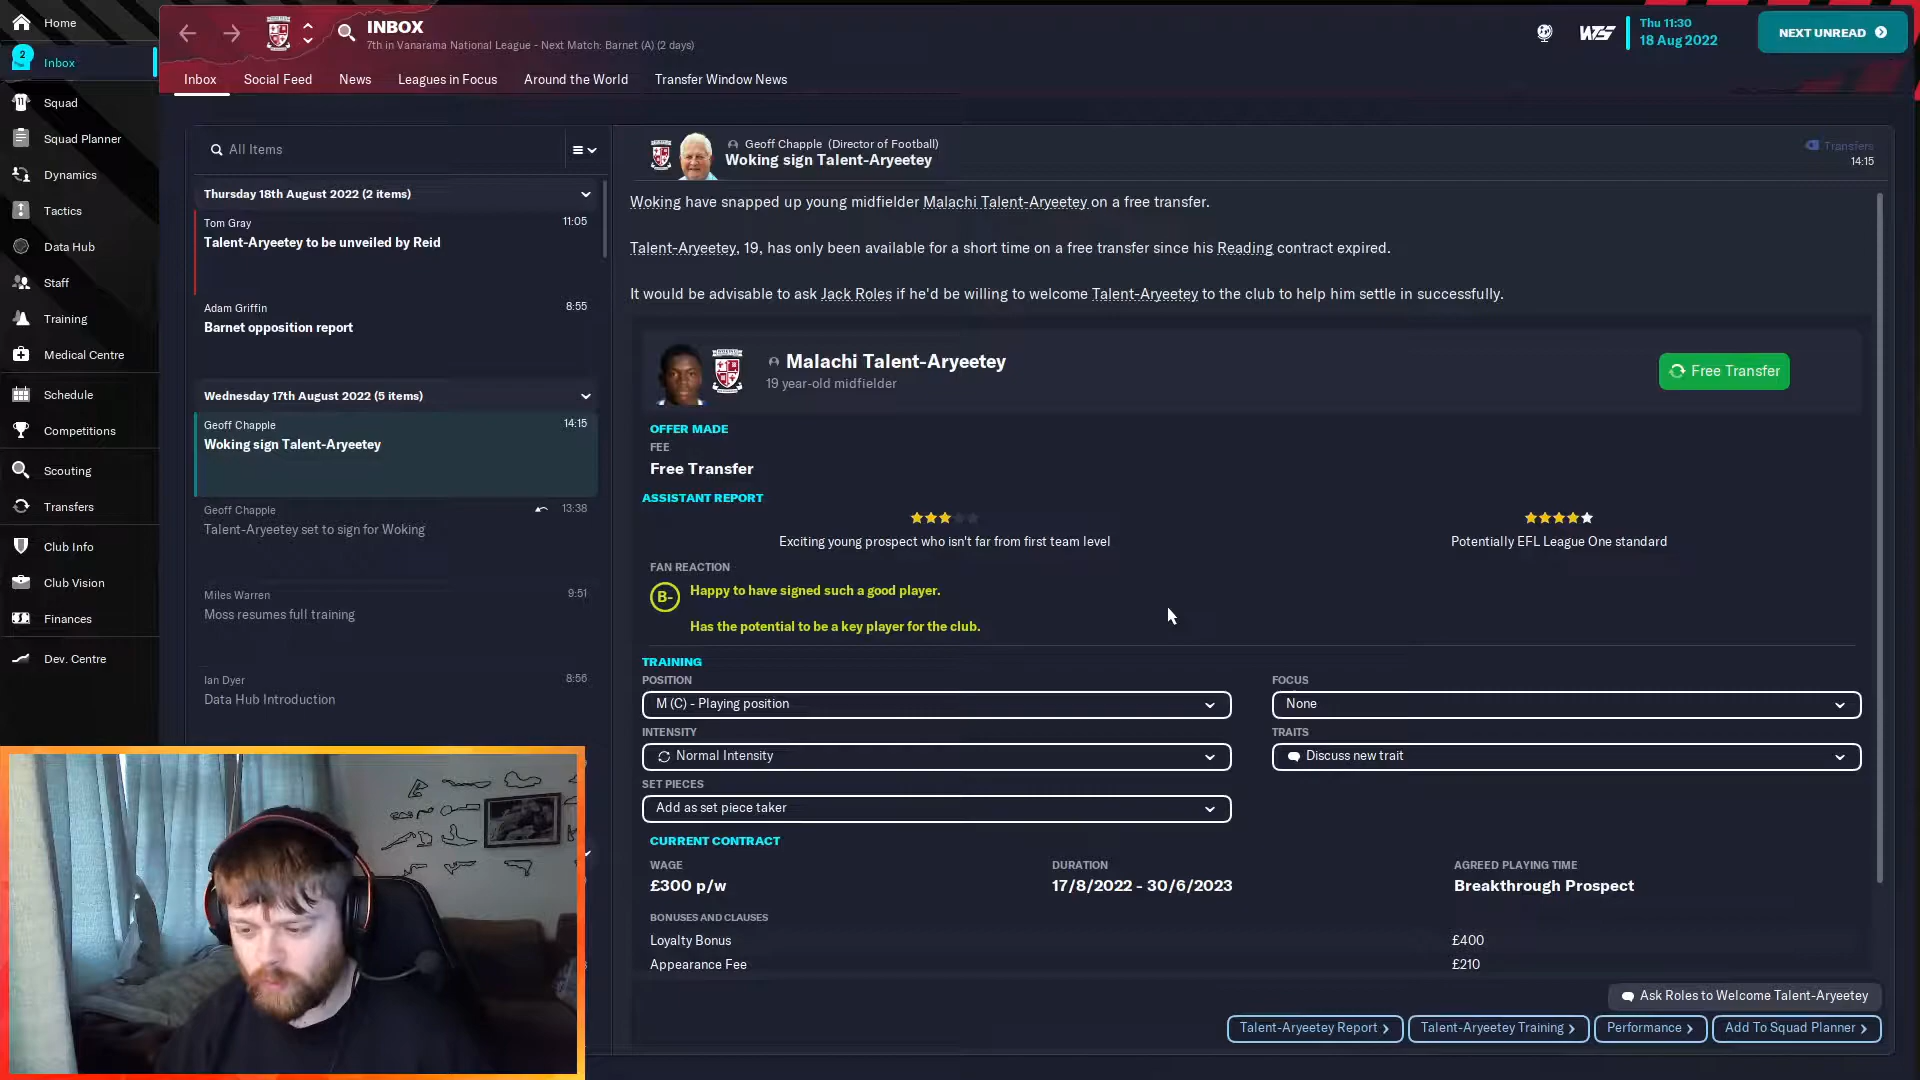 Home
2
Inbox
Squad
Squad Planner
Dynamics
Tactics
Data Hub
Staff
Training
Medical Centre
Schedule
Competitions
Scouting
Transfers
Club Info
Club Vision
Finances
Dev. Centre
INBOX
7th in Vanarama National League - Next Match: Barnet (A) (2 days)
Thu 11:30
18 Aug 2022
NEXT UNREAD
Inbox
Social Feed
News
Leagues in Focus
Around the World
Transfer Window News
All Items
Thursday 18th August 2022 (2 items)
Tom Gray
11:05
Talent-Aryeetey to be unveiled by Reid
Adam Griffin
8:55
Barnet opposition report
Wednesday 17th August 2022 (5 items)
Geoff Chapple
14:15
Woking sign Talent-Aryeetey
Geoff Chapple
13:38
Talent-Aryeetey set to sign for Woking
Miles Warren
9:51
Moss resumes full training
Ian Dyer
8:56
Data Hub Introduction
Geoff Chapple (Director of Football)
Woking sign Talent-Aryeetey
Transfers
14:15
Woking have snapped up young midfielder Malachi Talent-Aryeetey on a free transfer.
Talent-Aryeetey, 19, has only been available for a short time on a free transfer since his Reading contract expired.
It would be advisable to ask Jack Roles if he'd be willing to welcome Talent-Aryeetey to the club to help him settle in successfully.
Malachi Talent-Aryeetey
19 year-old midfielder
Free Transfer
OFFER MADE
FEE
Free Transfer
ASSISTANT REPORT
Exciting young prospect who isn't far from first team level
Potentially EFL League One standard
FAN REACTION
B-
Happy to have signed such a good player.
Has the potential to be a key player for the club.
TRAINING
POSITION
M (C) - Playing position
FOCUS
None
INTENSITY
Normal Intensity
TRAITS
Discuss new trait
SET PIECES
Add as set piece taker
CURRENT CONTRACT
WAGE
£300 p/w
DURATION
17/8/2022 - 30/6/2023
AGREED PLAYING TIME
Breakthrough Prospect
BONUSES AND CLAUSES
Loyalty Bonus
£400
Appearance Fee
£210
Ask Roles to Welcome Talent-Aryeetey
Talent-Aryeetey Report
Talent-Aryeetey Training
Performance
Add To Squad Planner